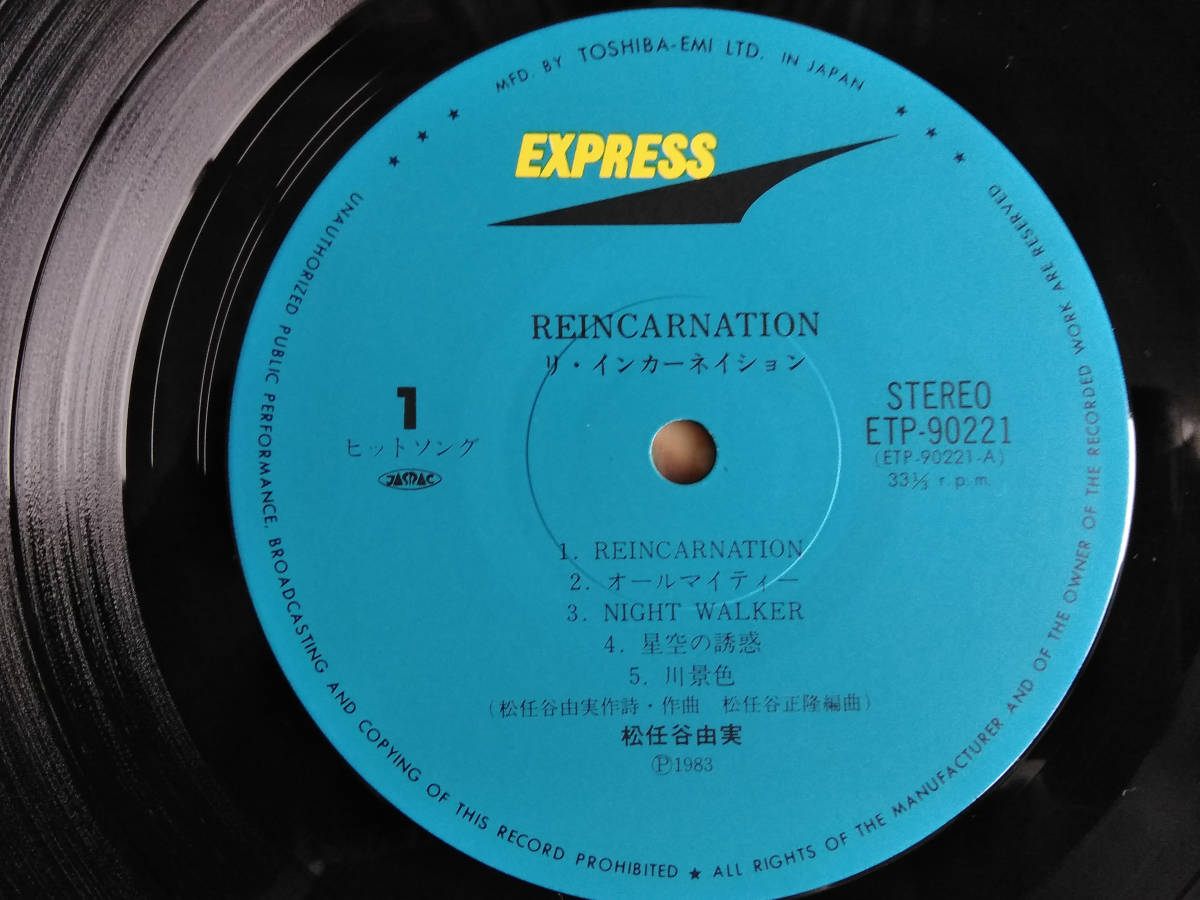 MFD. BY TOSHIBA-EMI LTD. IN JAPAN
EXPRESS
REINCARNATION
リ・インカーネイション
1
ヒットソング
JASRAC
STEREO
ETP-90221
(ETP-90221-A)
33⅓ r.p.m.
1. REINCARNATION
2. オールマイティー
3. NIGHT WALKER
4. 星空の誘惑
5. 川景色
(松任谷由実作詩・作曲 松任谷正隆編曲)
松任谷由実
Ⓟ1983
UNAUTHORIZED PUBLIC PERFORMANCE, BROADCASTING AND COPYING OF THIS RECORD PROHIBITED ★ ALL RIGHTS OF THE MANUFACTURER AND OF THE OWNER OF THE RECORDED WORK ARE RESERVED